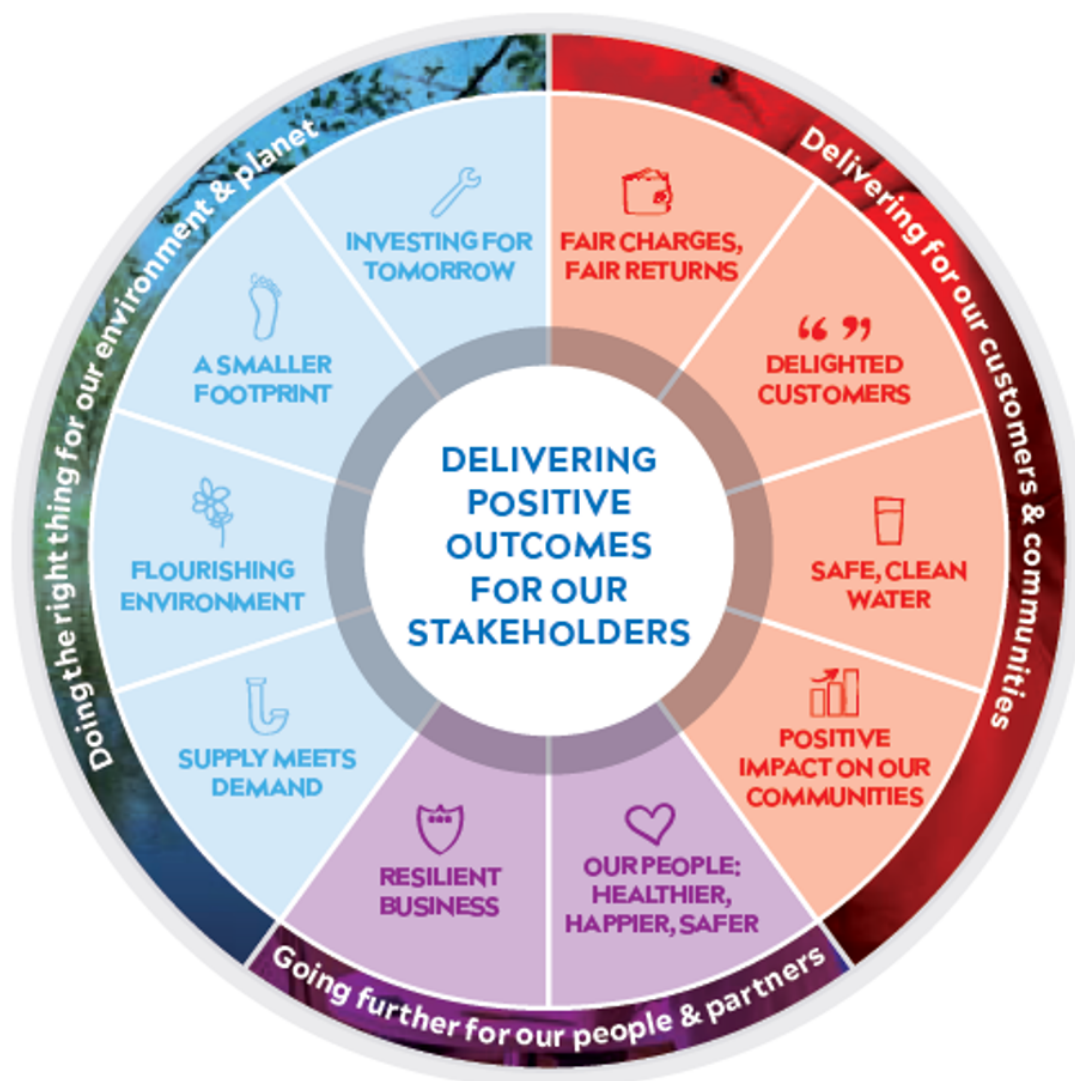 Doing the right thing for our environment & planet
Delivering for our customers & communities
Going further for our people & partners
INVESTING FOR
TOMORROW
FAIR CHARGES,
FAIR RETURNS
A SMALLER
FOOTPRINT
“ ”
DELIGHTED
CUSTOMERS
DELIVERING
POSITIVE
OUTCOMES
FOR OUR
STAKEHOLDERS
FLOURISHING
ENVIRONMENT
SAFE, CLEAN
WATER
SUPPLY MEETS
DEMAND
POSITIVE
IMPACT ON OUR
COMMUNITIES
RESILIENT
BUSINESS
OUR PEOPLE:
HEALTHIER,
HAPPIER, SAFER